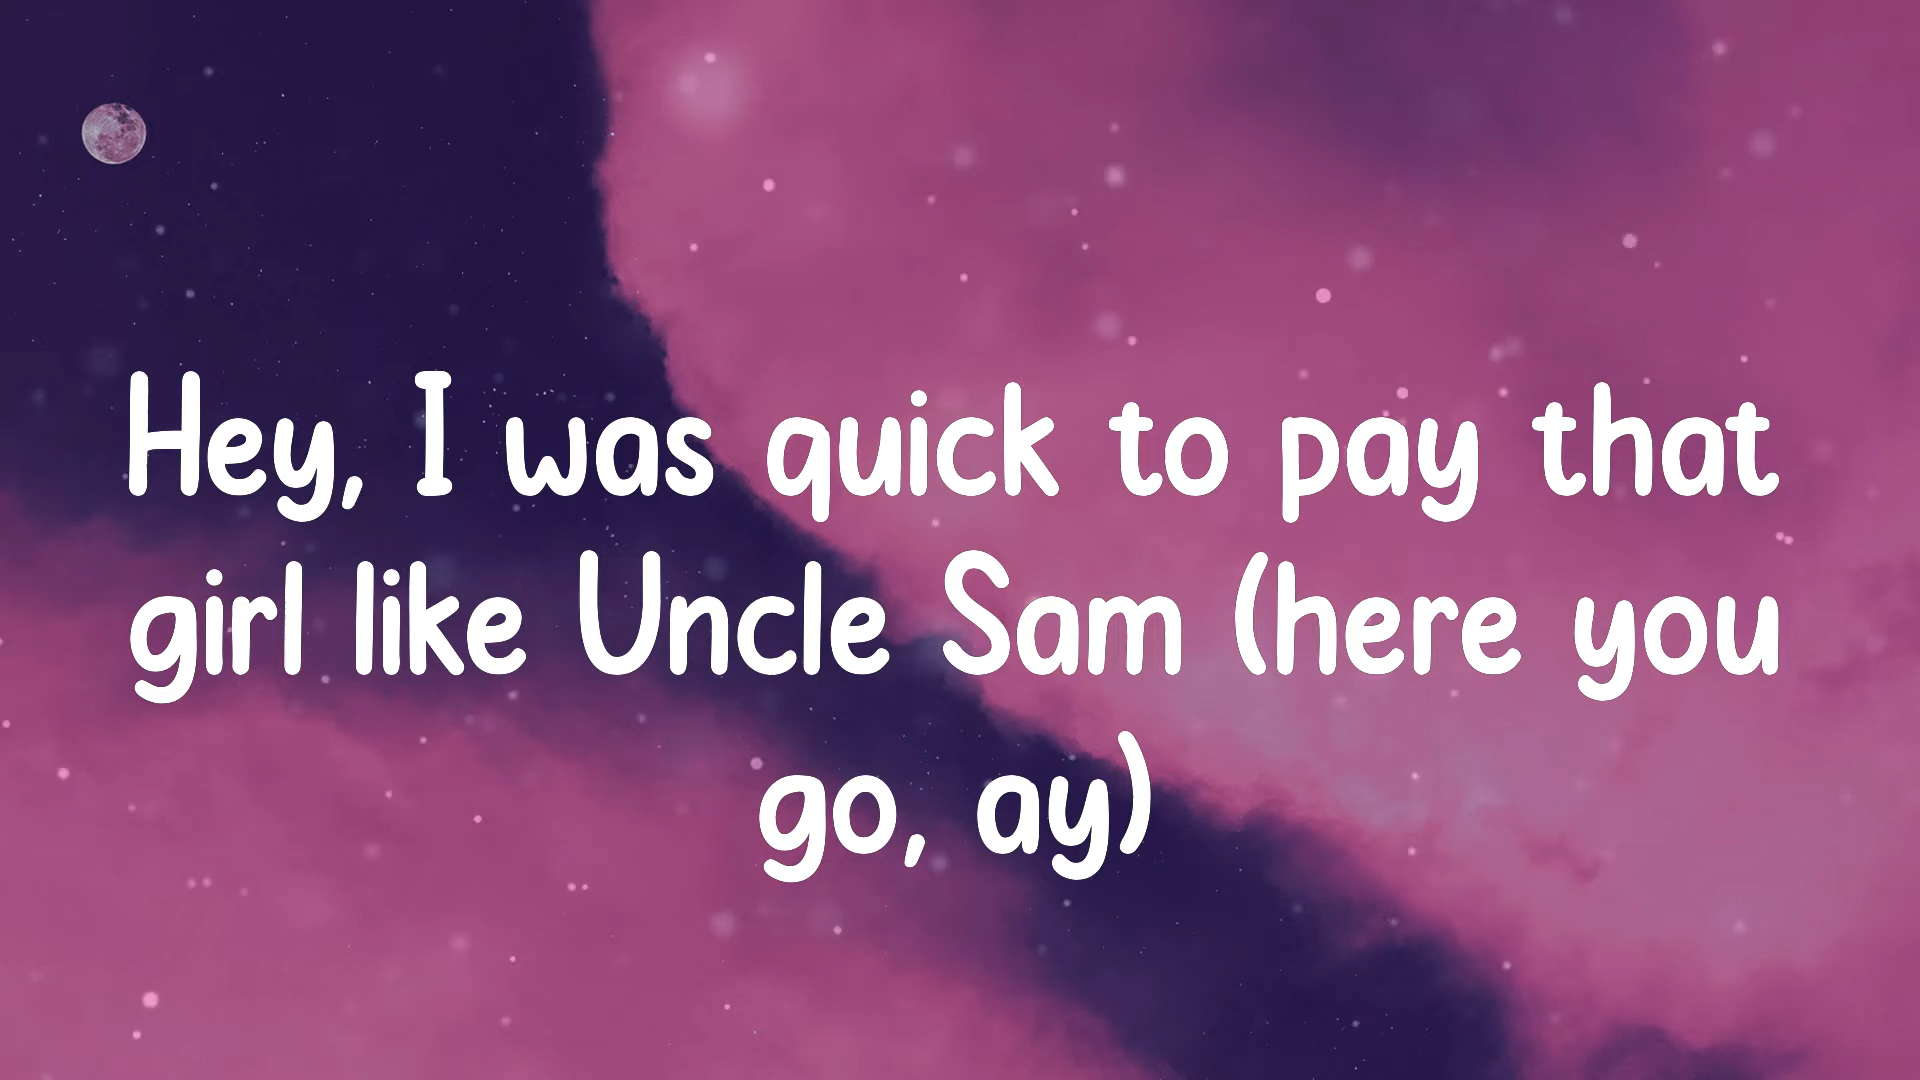 Hey, I was quick to pay that
girl like Uncle Sam (here you
go, ay)